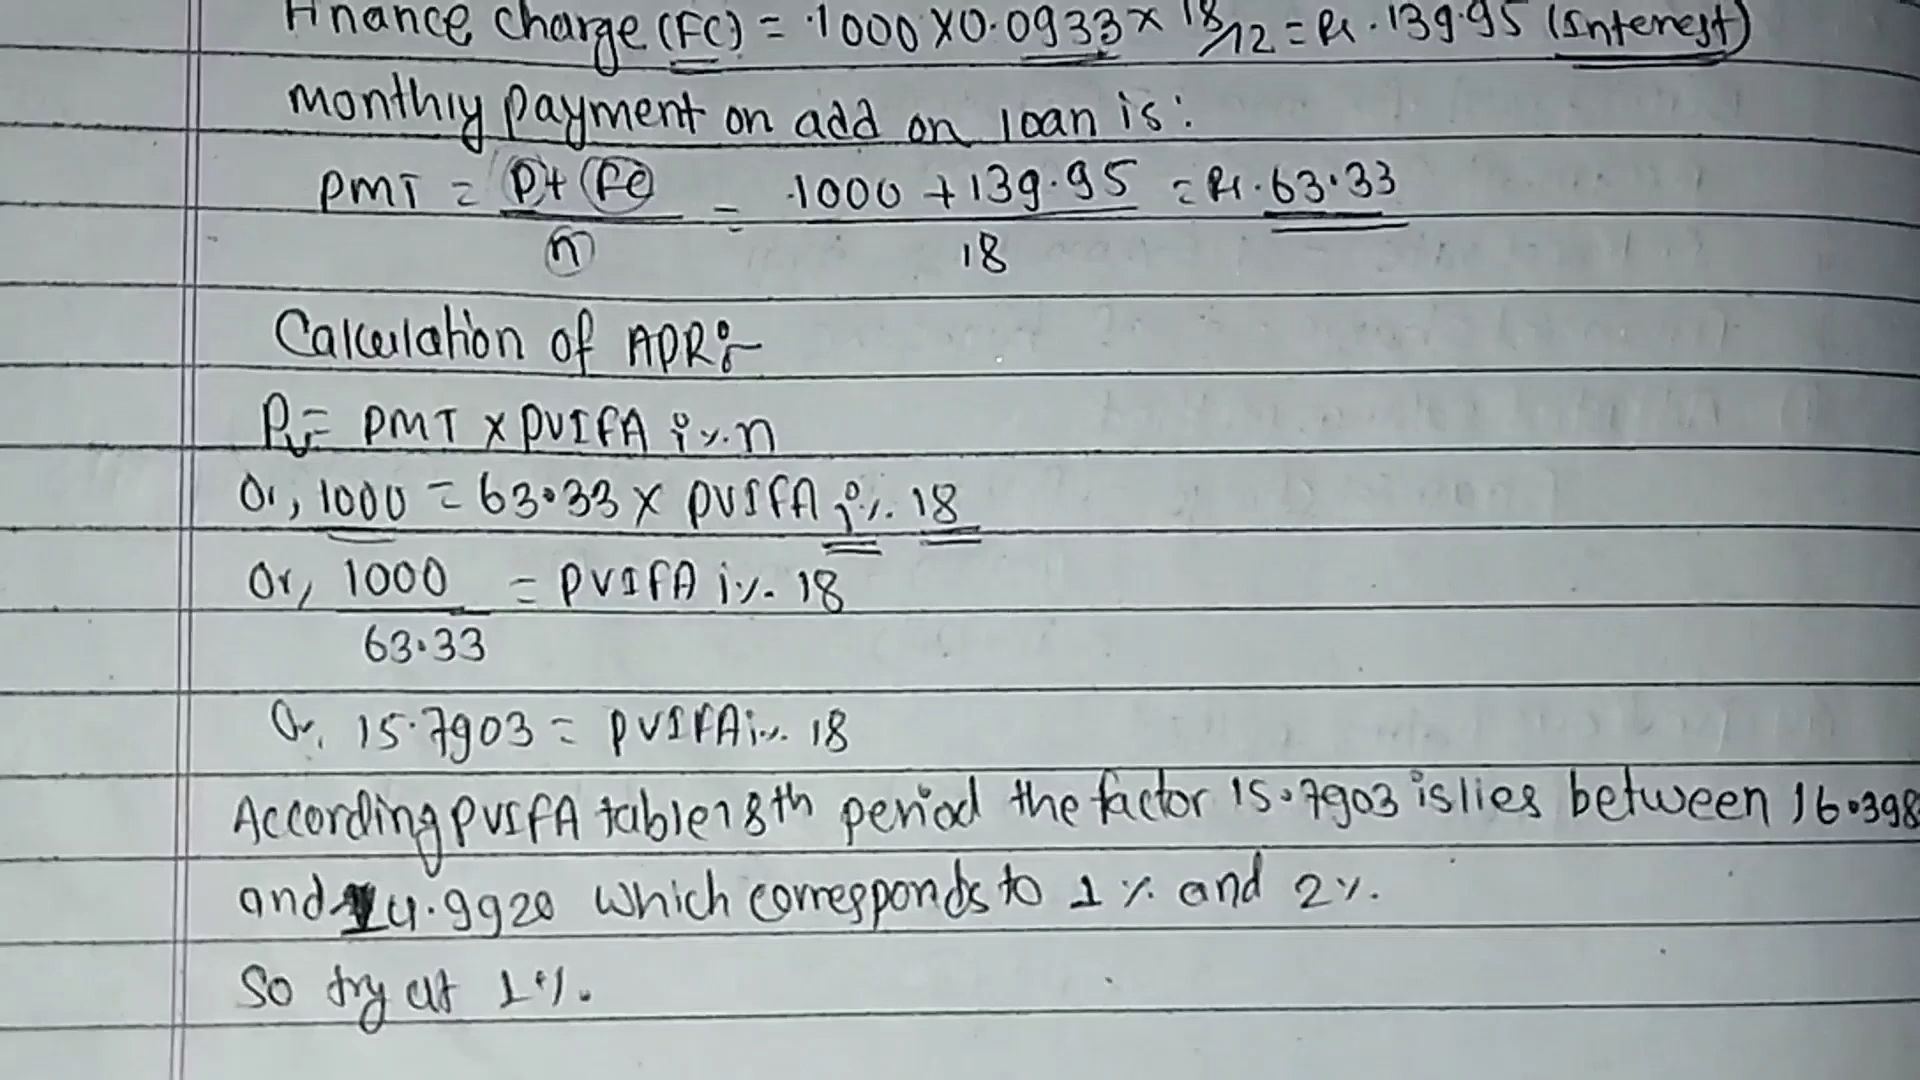 Finance charge (FC) = 1000 X 0.0933 x 18/12 = Rs. 139.95 (Interest)
monthly payment on add on loan is:
PMT = P+(FC) / n = 1000 + 139.95 / 18 = Rs. 63.33
Calculation of APR:-
Pv = PMT x PVIFA i%. n
Or, 1000 = 63.33 x PVIFA i%. 18
Or, 1000 / 63.33 = PVIFA i%. 18
Or, 15.7903 = PVIFA i%. 18
According PVIFA table 18th period the factor 15.7903 is lies between 16.398
and 14.9920 which corresponds to 1% and 2%.
So try at 1%.